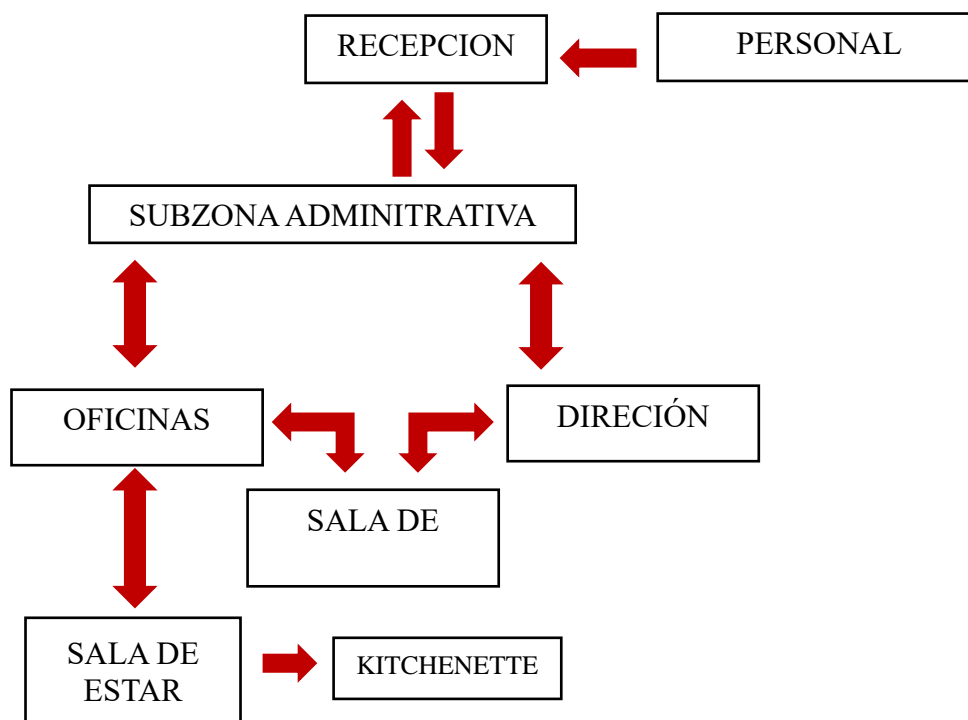 RECEPCION
PERSONAL
SUBZONA ADMINITRATIVA
OFICINAS
DIRECIÓN
SALA DE
SALA DE
ESTAR
KITCHENETTE